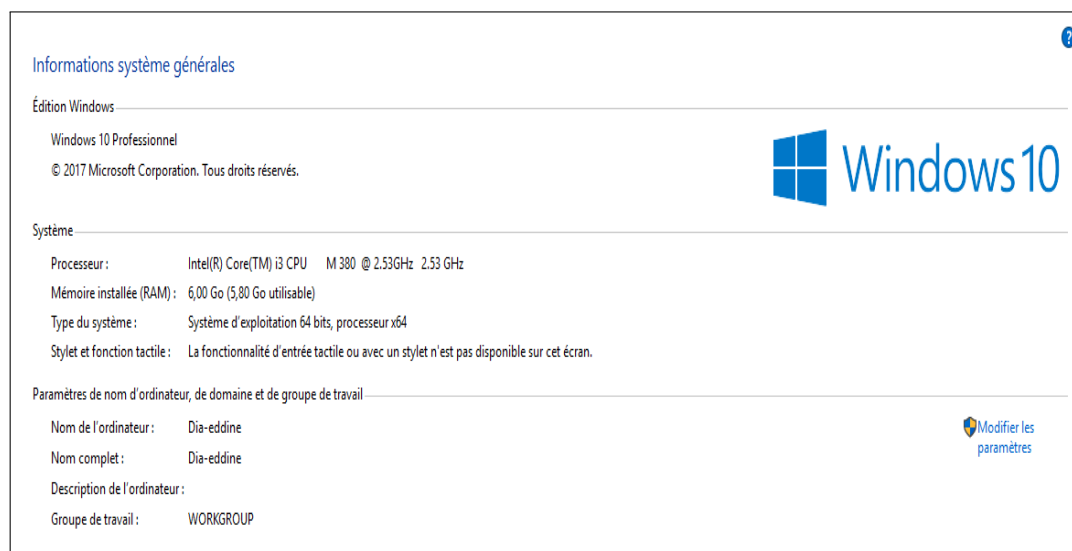 ?
Informations système générales
Édition Windows
Windows 10 Professionnel
© 2017 Microsoft Corporation. Tous droits réservés.
Windows 10
Système
Processeur : Intel(R) Core(TM) i3 CPU M 380 @ 2.53GHz 2.53 GHz
Mémoire installée (RAM) : 6,00 Go (5,80 Go utilisable)
Type du système : Système d'exploitation 64 bits, processeur x64
Stylet et fonction tactile : La fonctionnalité d'entrée tactile ou avec un stylet n'est pas disponible sur cet écran.
Paramètres de nom d'ordinateur, de domaine et de groupe de travail
Nom de l'ordinateur : Dia-eddine
Modifier les
paramètres
Nom complet : Dia-eddine
Description de l'ordinateur :
Groupe de travail : WORKGROUP